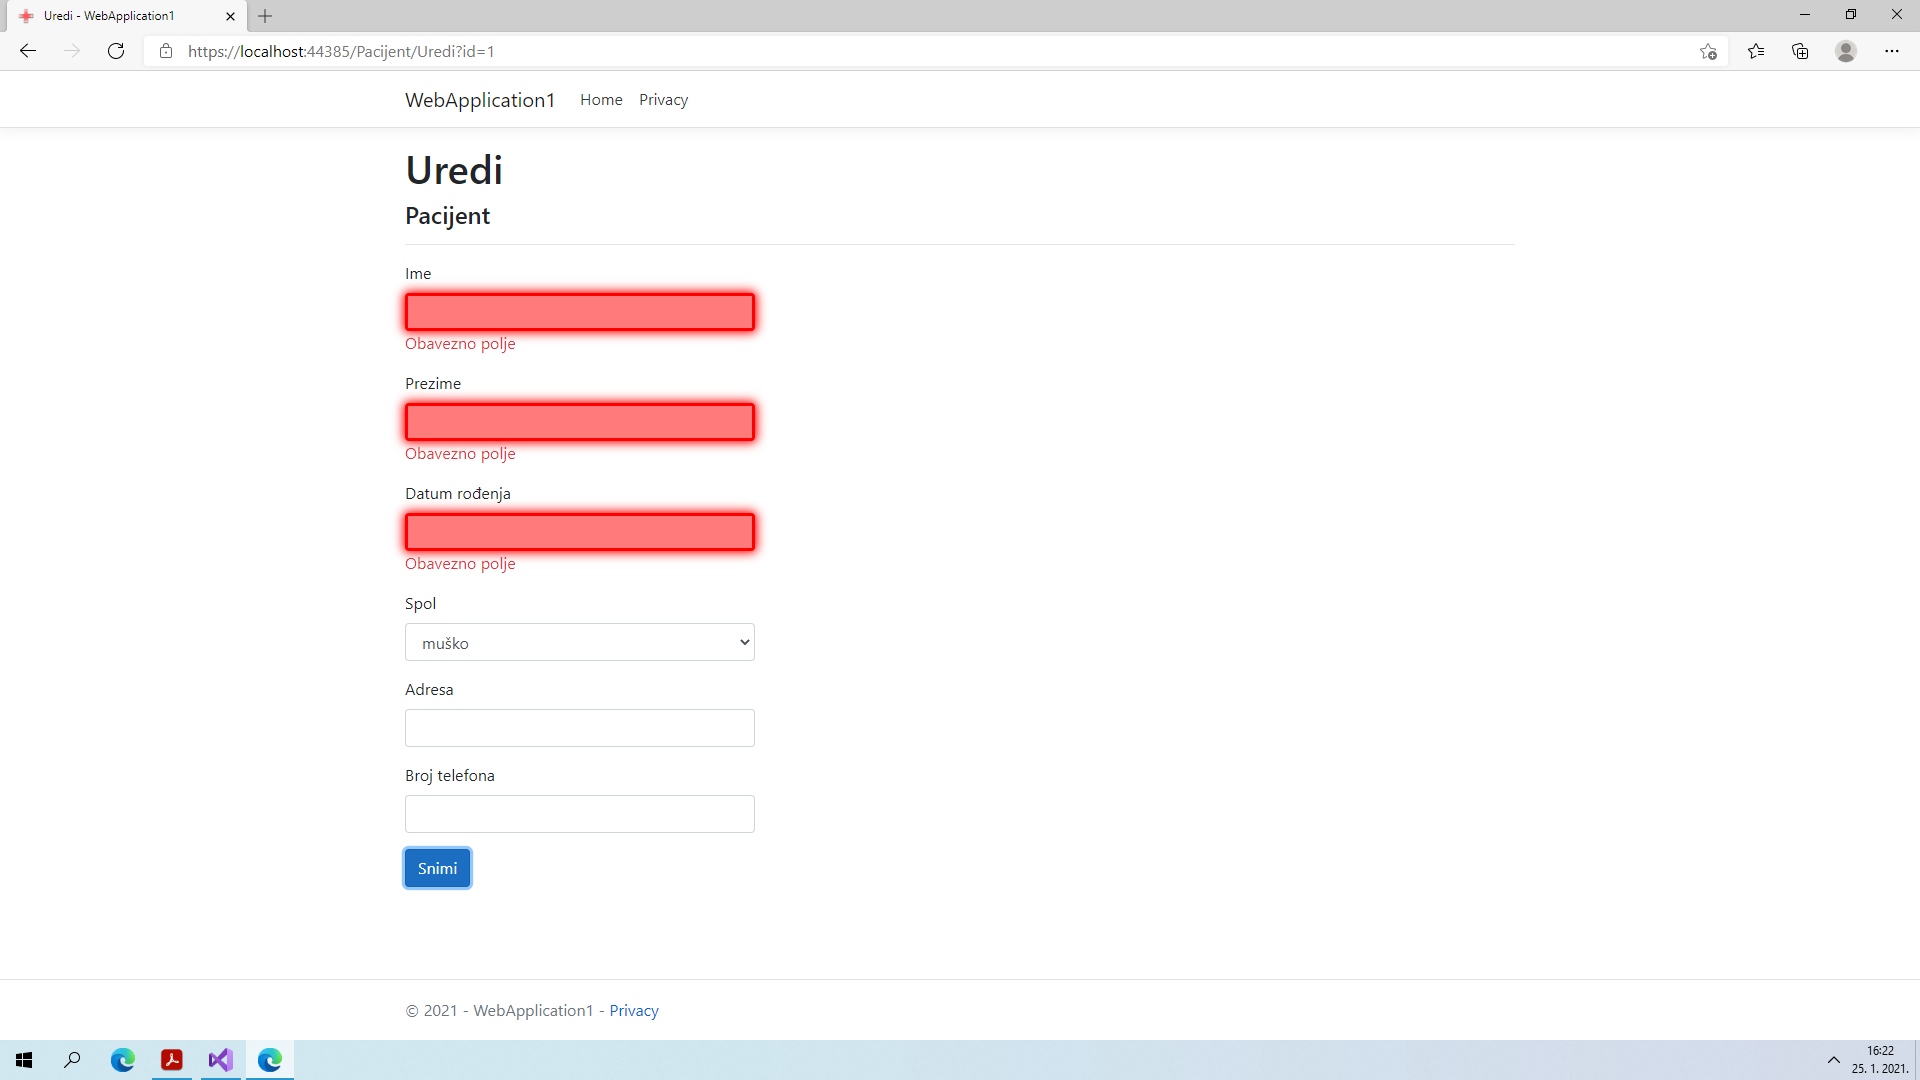 Uredi - WebApplication1
https://localhost:44385/Pacijent/Uredi?id=1
WebApplication1 Home Privacy
Uredi
Pacijent
Ime
Obavezno polje
Prezime
Obavezno polje
Datum rođenja
Obavezno polje
Spol
muško
Adresa
Broj telefona
Snimi
© 2021 - WebApplication1 - Privacy
16:22
25. 1. 2021.